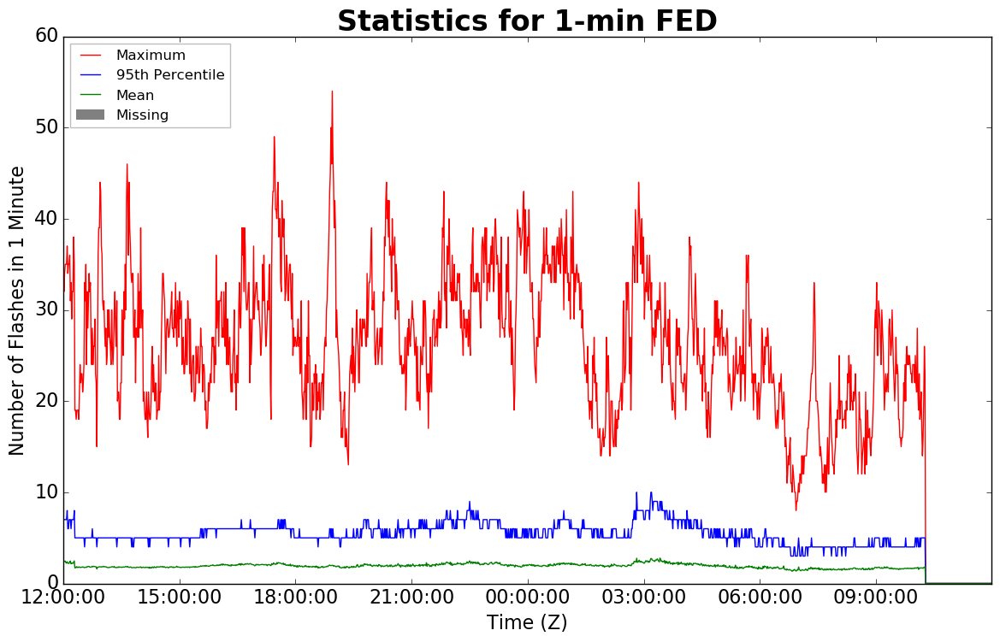 Statistics for 1-min FED
Number of Flashes in 1 Minute
60
50
40
30
20
10
0
Maximum
95th Percentile
Mean
Missing
12:00:00 15:00:00 18:00:00 21:00:00 00:00:00 03:00:00 06:00:00 09:00:00
Time (Z)